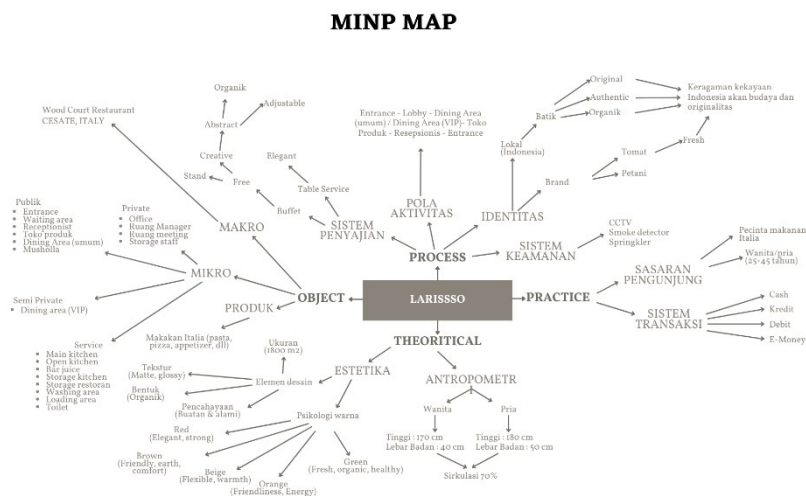 MINP MAP
Wood Court Restaurant
CESATE, ITALY
Organik
Adjustable
Abstract
Creative
Stand
Free
Elegant
Table Service
Buffet
SISTEM
PENYAJIAN
Entrance - Lobby - Dining Area
(umum) / Dining Area (VIP)- Toko
Produk - Resepsionis - Entrance
POLA
AKTIVITAS
Original
Authentic
Organik
Batik
Keragaman kekayaan
Indonesia akan budaya dan
originalitas
Lokal
(Indonesia)
Brand
Tomat
Fresh
Petani
IDENTITAS
PROCESS
SISTEM
KEAMANAN
CCTV
Smoke detector
Springkler
MAKRO
Publik
Entrance
Waiting area
Receptionist
Toko produk
Dining Area (umum)
Musholla
Private
Office
Ruang Manager
Ruang meeting
Storage staff
MIKRO
Semi Private
Dining area (VIP)
Service
Main kitchen
Open kitchen
Bar juice
Storage kitchen
Storage restoran
Washing area
Loading area
Toilet
OBJECT
PRODUK
Makakan Italis (pasta,
pizza, appetizer, dll)
LARISSSO
PRACTICE
SASARAN
PENGUNJUNG
Pecinta makanan
Italia
Wanita/pria
(25-45 tahun)
SISTEM
TRANSAKSI
Cash
Kredit
Debit
E-Money
THEORITICAL
ESTETIKA
Ukuran
(1800 m2)
Elemen desain
Tekstur
(Matte, glossy)
Bentuk
(Organik)
Pencahayaan
(Buatan & alami)
Psikologi warna
Red
(Elegant, strong)
Brown
(Friendly, earth,
comfort)
Beige
(Flexible, warmth)
Orange
(Friendliness, Energy)
Green
(Fresh, organic, healthy)
ANTROPOMETR
I
Wanita
Pria
Tinggi : 170 cm
Lebar Badan : 40 cm
Tinggi : 180 cm
Lebar Badan : 50 cm
Sirkulasi 70%